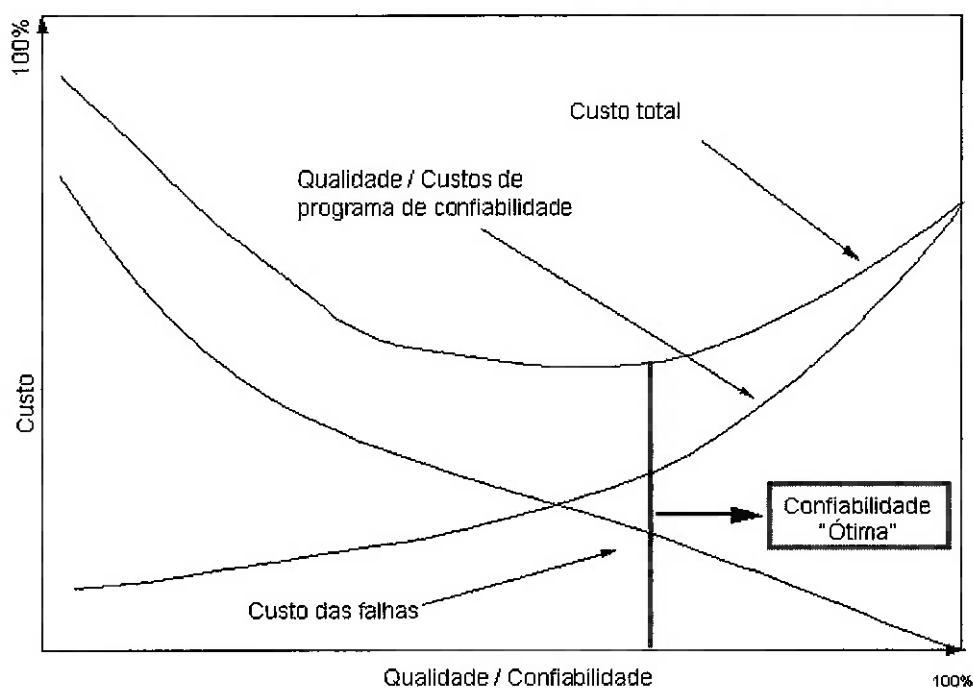 100%
Custo total
Qualidade / Custos de
programa de confiabilidade
Custo
Confiabilidade
"Ótima"
Custo das falhas
Qualidade / Confiabilidade
100%